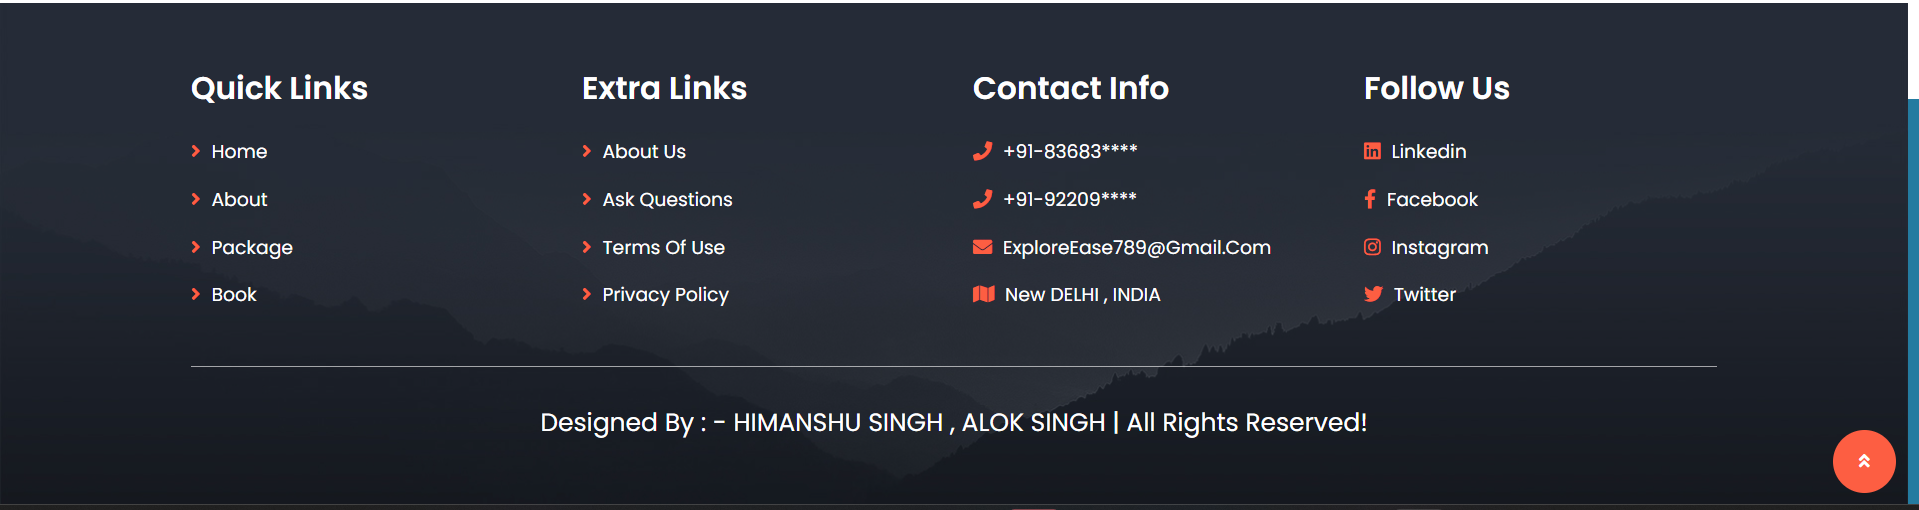 Quick Links
Home
About
Package
Book
Extra Links
About Us
Ask Questions
Terms Of Use
Privacy Policy
Contact Info
+91-83683****
+91-92209****
ExploreEase789@Gmail.Com
New DELHI , INDIA
Follow Us
Linkedin
Facebook
Instagram
Twitter
Designed By : - HIMANSHU SINGH , ALOK SINGH | All Rights Reserved!